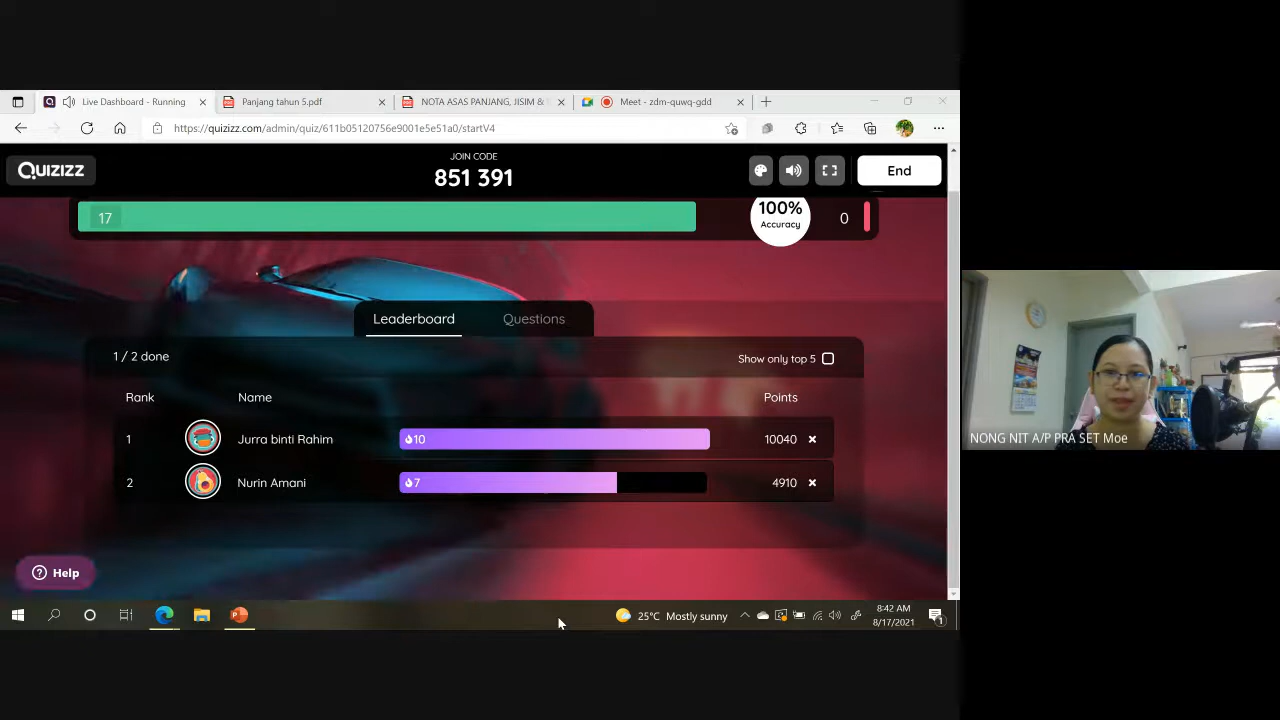 Live Dashboard - Running
Panjang tahun 5.pdf
NOTA ASAS PANJANG, JISIM &
Meet - zdm-quwq-gdd
https://quizizz.com/admin/quiz/611b05120756e9001e5e51a0/startV4
Quizizz
JOIN CODE
851 391
End
17
100%
Accuracy
0
Leaderboard
Questions
1 / 2 done
Show only top 5
Rank
Name
Points
1
Jurra binti Rahim
10
10040
2
Nurin Amani
7
4910
Help
25°C Mostly sunny
8:42 AM
8/17/2021
1
NONG NIT A/P PRA SET Moe